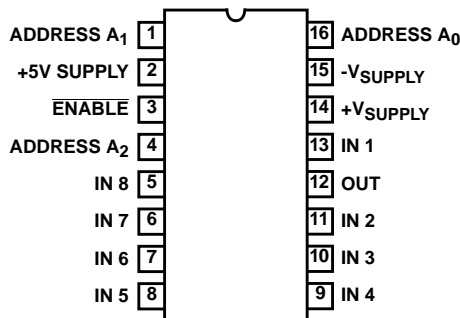 ADDRESS A1 1 16 ADDRESS A0
+5V SUPPLY 2 15 -VSUPPLY
ENABLE 3 14 +VSUPPLY
ADDRESS A2 4 13 IN 1
IN 8 5 12 OUT
IN 7 6 11 IN 2
IN 6 7 10 IN 3
IN 5 8 9 IN 4